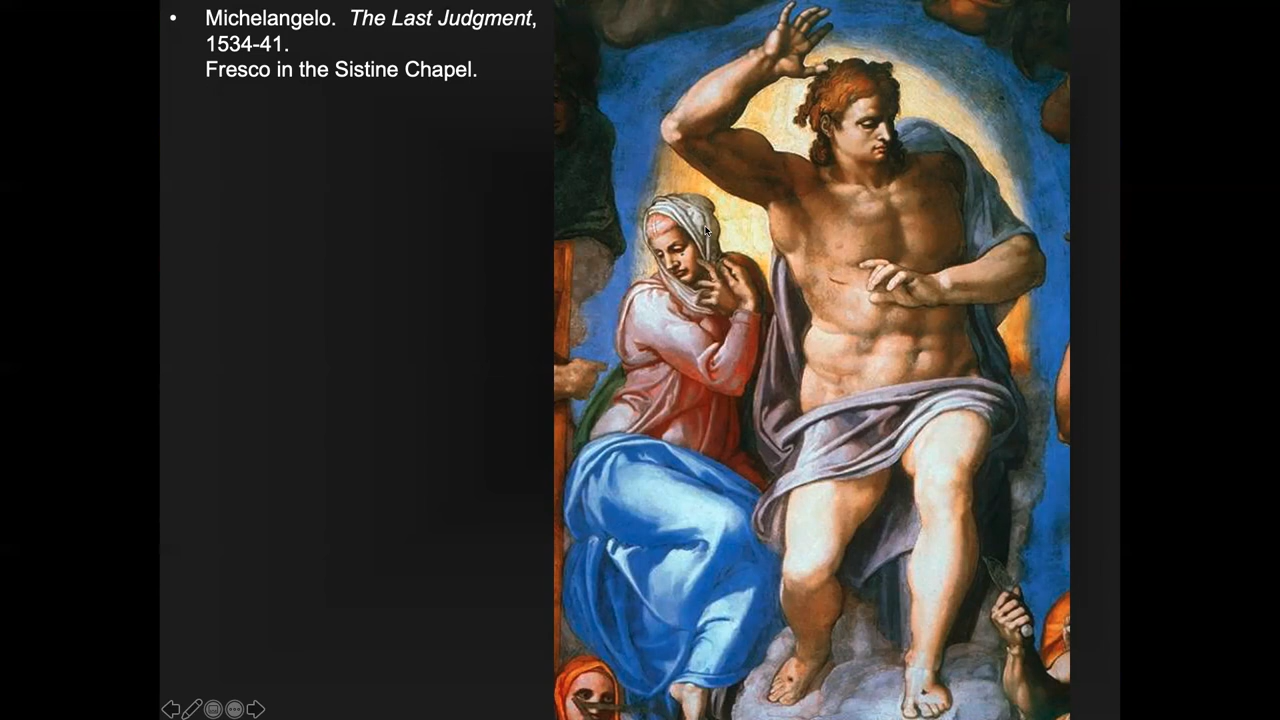 • Michelangelo. The Last Judgment,
1534-41.
Fresco in the Sistine Chapel.